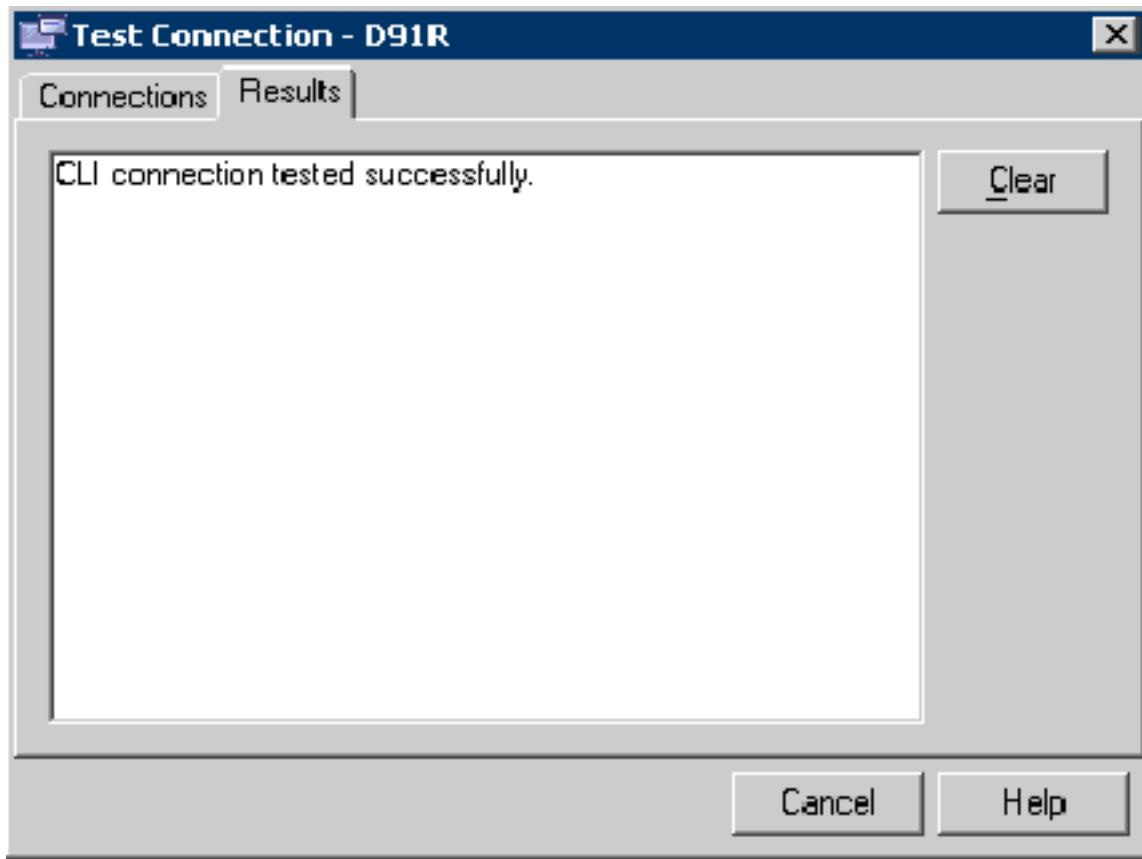 Test Connection - D91R
Connections Results
CLI connection tested successfully.
Clear
Cancel Help